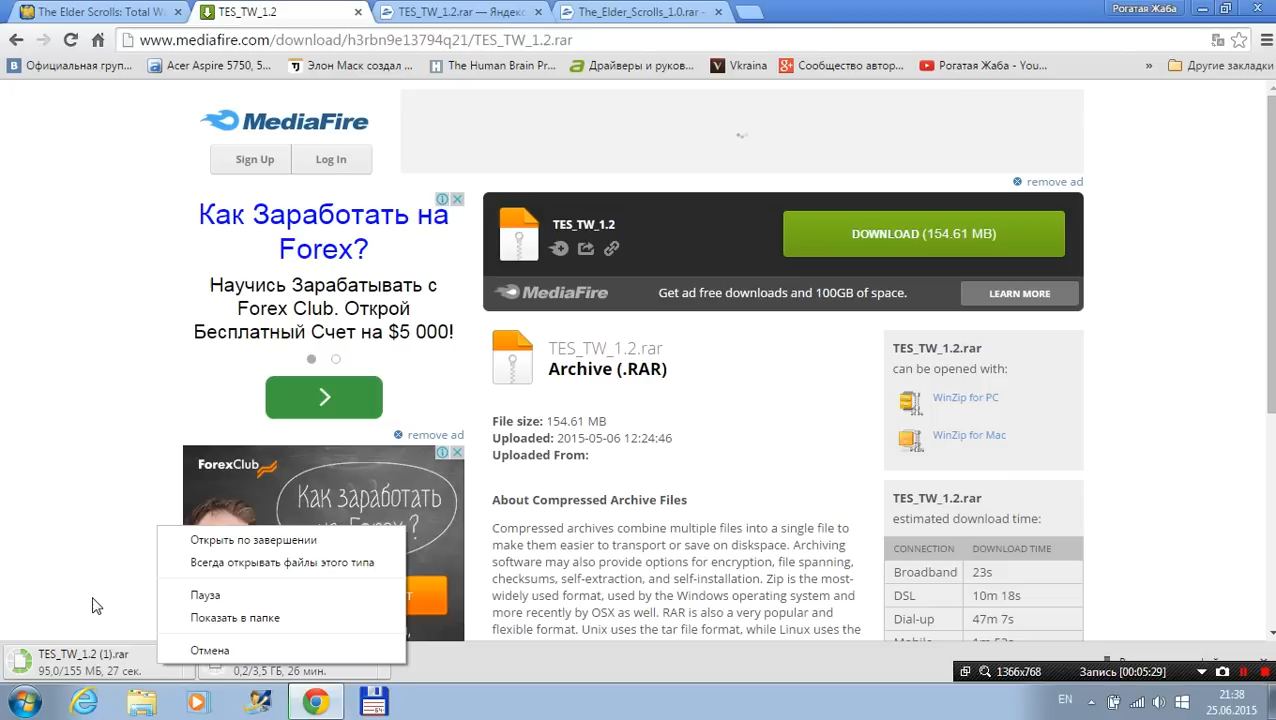 The Elder Scrolls: Total W
TES_TW_1.2
TES_TW_1.2.rar — Яндекс
The_Elder_Scrolls_1.0.rar
Рогатая Жаба
www.mediafire.com/download/h3rbn9e13794q21/TES_TW_1.2.rar
Официальная груп...
Acer Aspire 5750, 5...
Элон Маск создал ...
The Human Brain Pr...
Драйверы и руков...
Vkraina
Сообщество автор...
Рогатая Жаба - You...
»
Другие закладки
MediaFire
Sign Up
Log In
remove ad
Как Заработать на
Forex?
Научись Зарабатывать с
Forex Club. Открой
Бесплатный Счет на $5 000!
remove ad
ForexClub
Как заработать
TES_TW_1.2
DOWNLOAD (154.61 MB)
MediaFire
Get ad free downloads and 100GB of space.
LEARN MORE
TES_TW_1.2.rar
Archive (.RAR)
File size: 154.61 MB
Uploaded: 2015-05-06 12:24:46
Uploaded From:
About Compressed Archive Files
Compressed archives combine multiple files into a single file to
make them easier to transport or save on diskspace. Archiving
software may also provide options for encryption, file spanning,
checksums, self-extraction, and self-installation. Zip is the most-
widely used format, used by the Windows operating system and
more recently by OSX as well. RAR is also a very popular and
flexible format. Unix uses the tar file format, while Linux uses the
TES_TW_1.2.rar
can be opened with:
WinZip for PC
WinZip for Mac
TES_TW_1.2.rar
estimated download time:
CONNECTION DOWNLOAD TIME
Broadband 23s
DSL 10m 18s
Dial-up 47m 7s
Открыть по завершении
Всегда открывать файлы этого типа
Пауза
Показать в папке
Отмена
TES_TW_1.2 (1).rar
95,0/155 МБ, 27 сек.
0,2/3,5 ГБ, 26 мин.
1366x768
Запись [00:05:29]
EN
21:38
25.06.2015